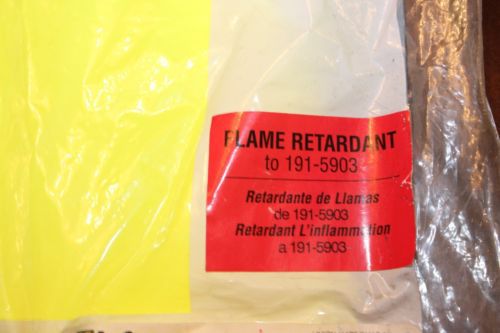 FLAME RETARDANT
to 191-5903
Retardante de Llamas
de 191-5903
Retardant L'inflammation
a 191-5903